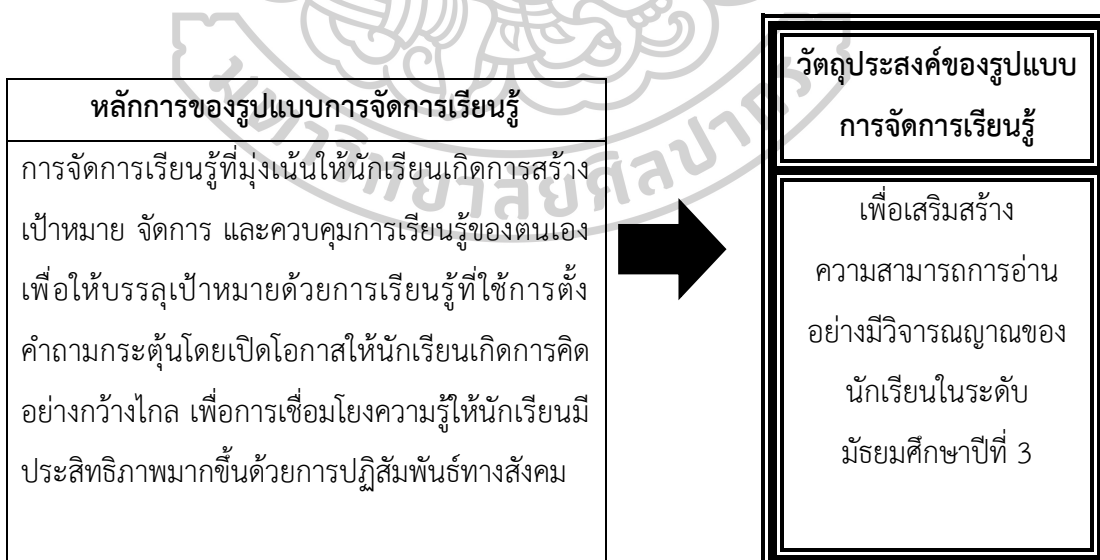 หลักการของรูปแบบการจัดการเรียนรู้
การจัดการเรียนรู้ที่มุ่งเน้นให้นักเรียนเกิดการสร้าง
เป้าหมาย จัดการ และควบคุมการเรียนรู้ของตนเอง
เพื่อให้บรรลุเป้าหมายด้วยการเรียนรู้ที่ใช้การตั้ง
คำถามกระตุ้นโดยเปิดโอกาสให้นักเรียนเกิดการคิด
อย่างกว้างไกล เพื่อการเชื่อมโยงความรู้ให้นักเรียนมี
ประสิทธิภาพมากขึ้นด้วยการปฏิสัมพันธ์ทางสังคม
วัตถุประสงค์ของรูปแบบ
การจัดการเรียนรู้
เพื่อเสริมสร้าง
ความสามารถการอ่าน
อย่างมีวิจารณญาณของ
นักเรียนในระดับ
มัธยมศึกษาปีที่ 3
มหาวิทยาลัยศิลปากร